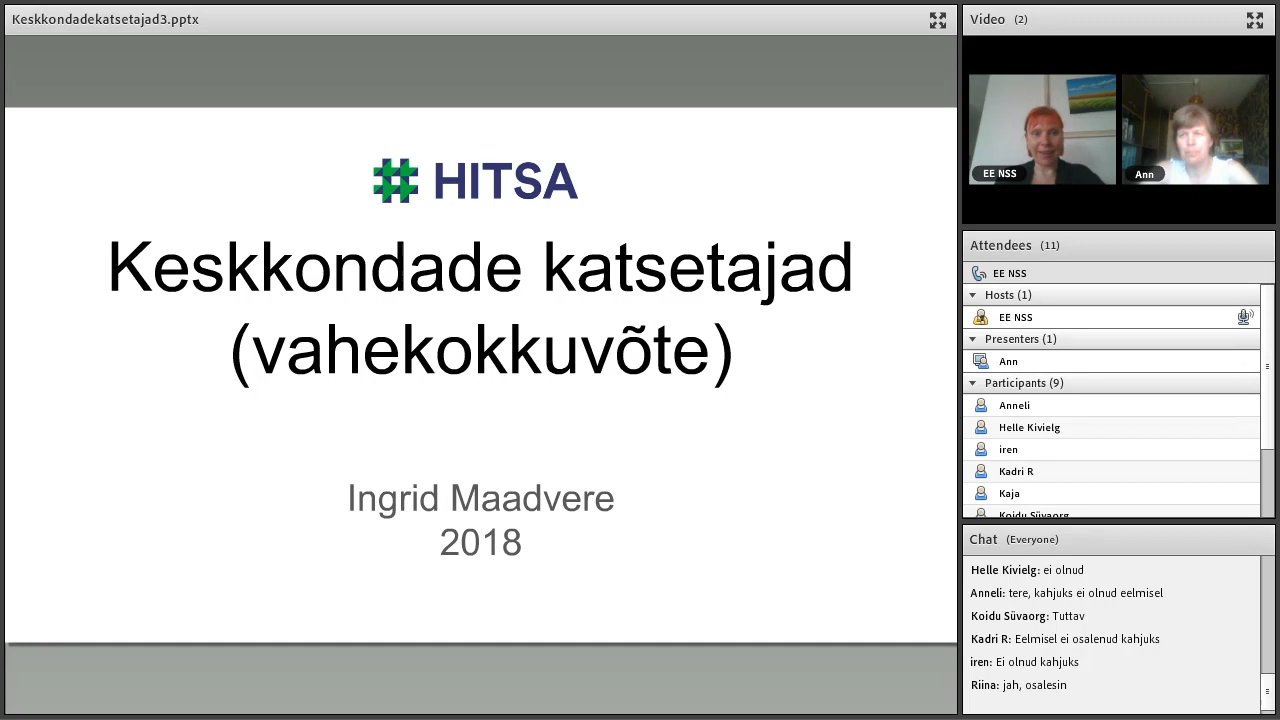 Keskkondadekatsetajad3.pptx
HITSA
Keskkondade katsetajad
(vahekokkuvõte)
Ingrid Maadvere
2018
Video (2)
EE NSS
Ann
Attendees (11)
EE NSS
Hosts (1)
EE NSS
Presenters (1)
Ann
Participants (9)
Anneli
Helle Kivielg
iren
Kadri R
Kaja
Koidu Süvaorg
Chat (Everyone)
Helle Kivielg: ei olnud
Anneli: tere, kahjuks ei olnud eelmisel
Koidu Süvaorg: Tuttav
Kadri R: Eelmisel ei osalenud kahjuks
iren: Ei olnud kahjuks
Riina: jah, osalesin